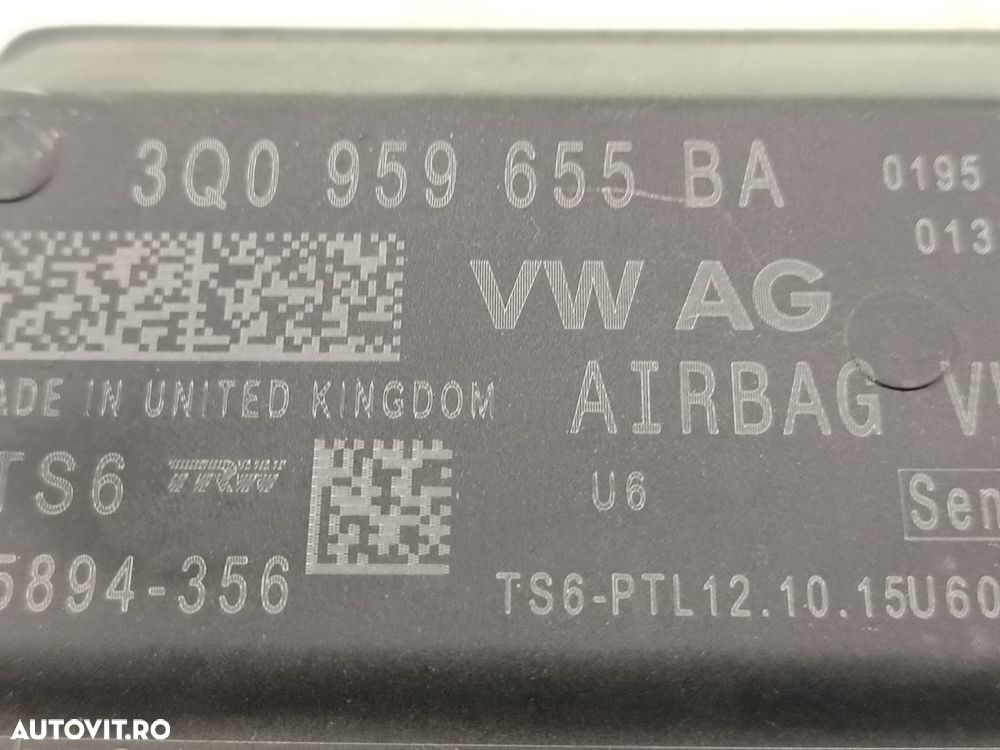 3Q0 959 655 BA
0195
013
VW AG
ADE IN UNITED KINGDOM
AIRBAG VW
TS6 TRW
U6
Sen
5894-356
TS6-PTL12.10.15U60
AUTOVIT.RO